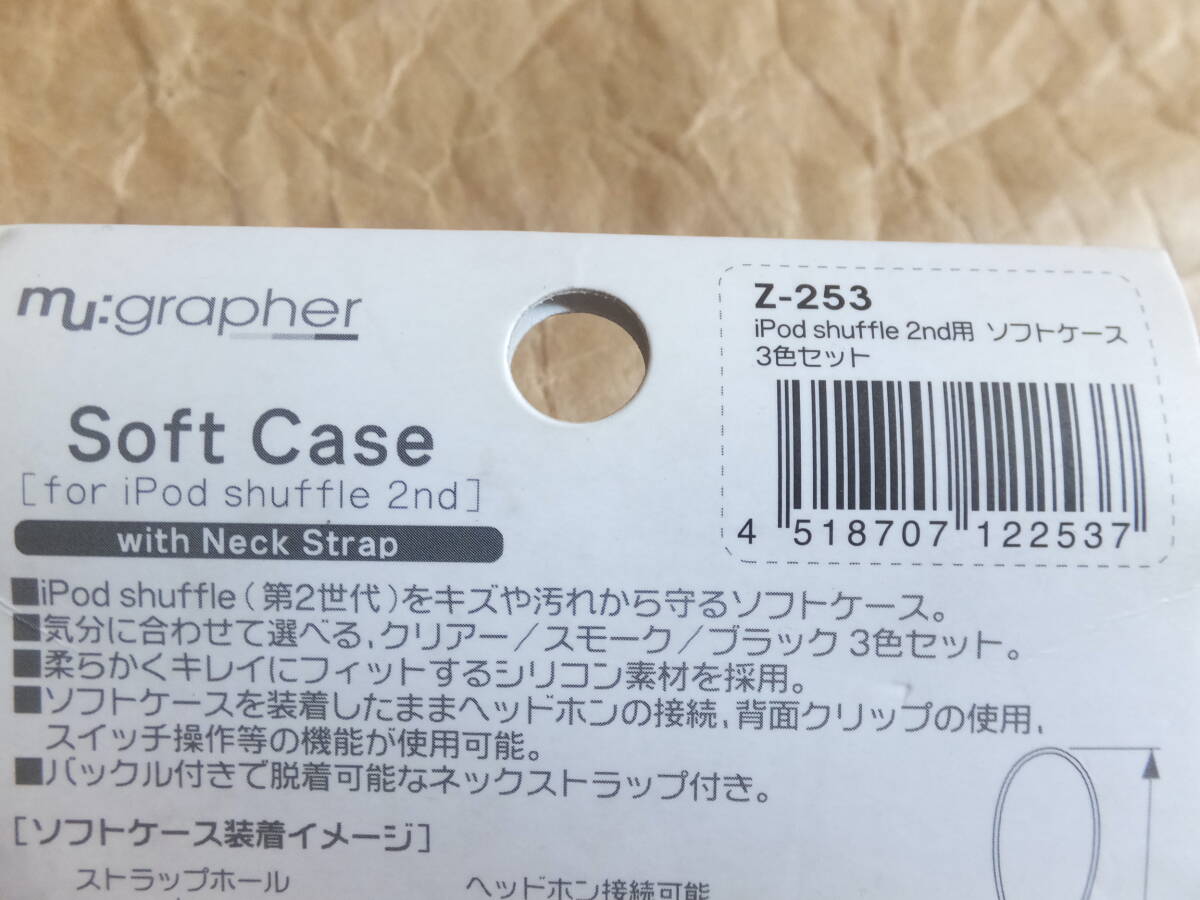 mu:grapher
Soft Case
[for iPod shuffle 2nd]
with Neck Strap
Z-253
iPod shuffle 2nd用 ソフトケース
3色セット
4 518707 122537
■iPod shuffle（第2世代）をキズや汚れから守るソフトケース。
■気分に合わせて選べる，クリアー／スモーク／ブラック 3色セット。
■柔らかくキレイにフィットするシリコン素材を採用。
■ソフトケースを装着したままヘッドホンの接続，背面クリップの使用，
スイッチ操作等の機能が使用可能。
■バックル付きで脱着可能なネックストラップ付き。
［ソフトケース装着イメージ］
ストラップホール
ヘッドホン接続可能